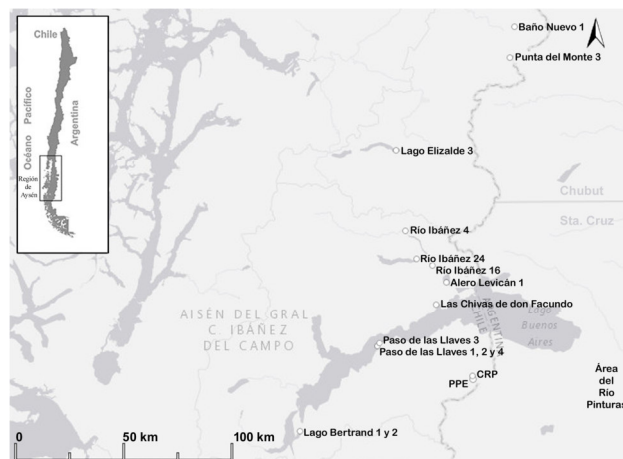 Chile
Océano Pacífico
Argentina
Región
de
Aysén
Baño Nuevo 1
Punta del Monte 3
Lago Elizalde 3
Chubut
Sta. Cruz
Río Ibáñez 4
Río Ibáñez 24
Río Ibáñez 16
Alero Levicán 1
Las Chivas de don Facundo
AISÉN DEL GRAL
C. IBÁÑEZ
DEL CAMPO
ARGENTINA
CHILE
Lago
Buenos
Aires
Paso de las Llaves 3
Paso de las Llaves 1, 2 y 4
CRP
PPE
Área
del
Río
Pinturas
Lago Bertrand 1 y 2
0 50 km 100 km